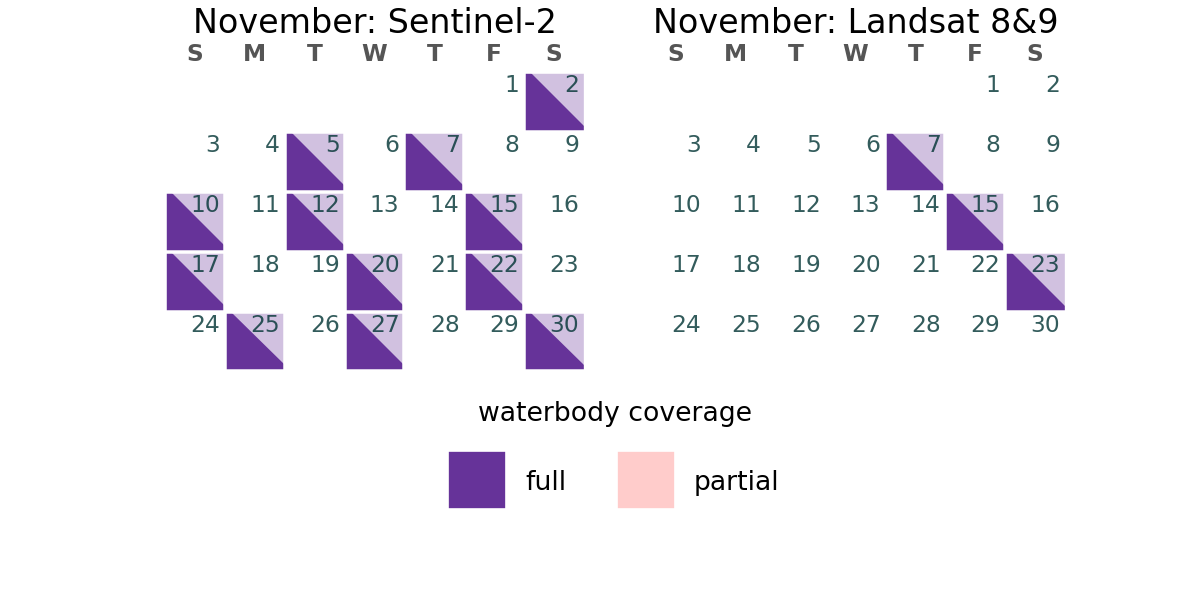 November: Sentinel-2
S M T W T F S
1 2
3 4 5 6 7 8 9
10 11 12 13 14 15 16
17 18 19 20 21 22 23
24 25 26 27 28 29 30
November: Landsat 8&9
S M T W T F S
1 2
3 4 5 6 7 8 9
10 11 12 13 14 15 16
17 18 19 20 21 22 23
24 25 26 27 28 29 30
waterbody coverage
full partial